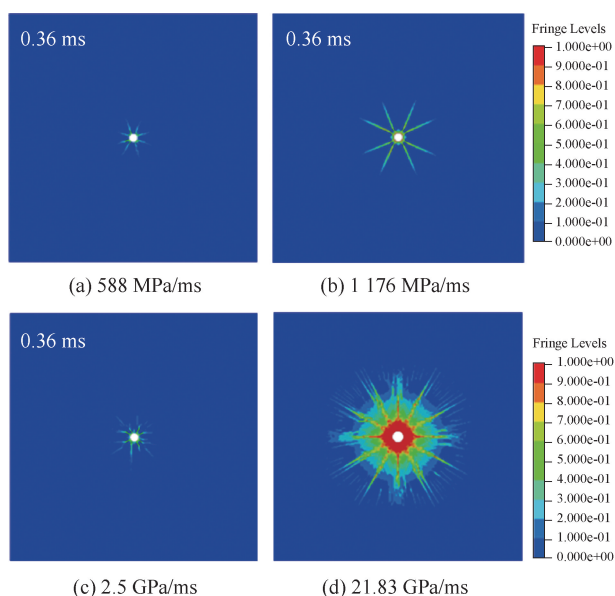 0.36 ms
0.36 ms
Fringe Levels
1.000e+00
9.000e-01
8.000e-01
7.000e-01
6.000e-01
5.000e-01
4.000e-01
3.000e-01
2.000e-01
1.000e-01
0.000e+00
(a) 588 MPa/ms
(b) 1 176 MPa/ms
0.36 ms
Fringe Levels
1.000e+00
9.000e-01
8.000e-01
7.000e-01
6.000e-01
5.000e-01
4.000e-01
3.000e-01
2.000e-01
1.000e-01
0.000e+00
(c) 2.5 GPa/ms
(d) 21.83 GPa/ms